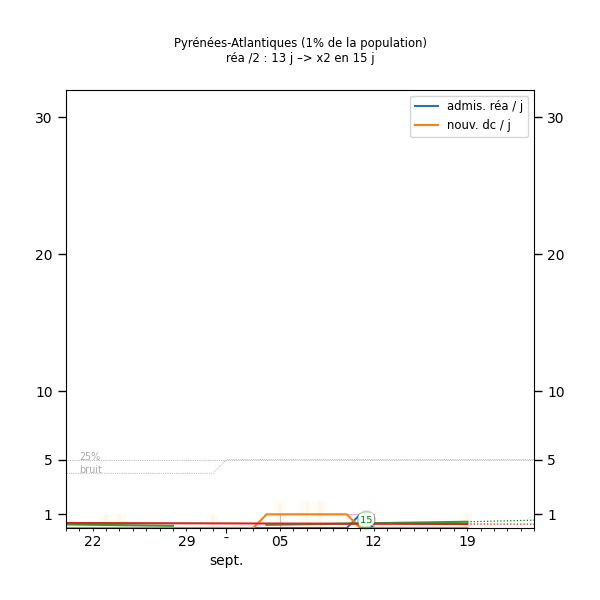 Pyrénées-Atlantiques (1% de la population)
réa /2 : 13 j –> x2 en 15 j
admis. réa / j
nouv. dc / j
30 30
20 20
10 10
5 5
25%
bruit
15
1 1
22 29 - 05 12 19
sept.